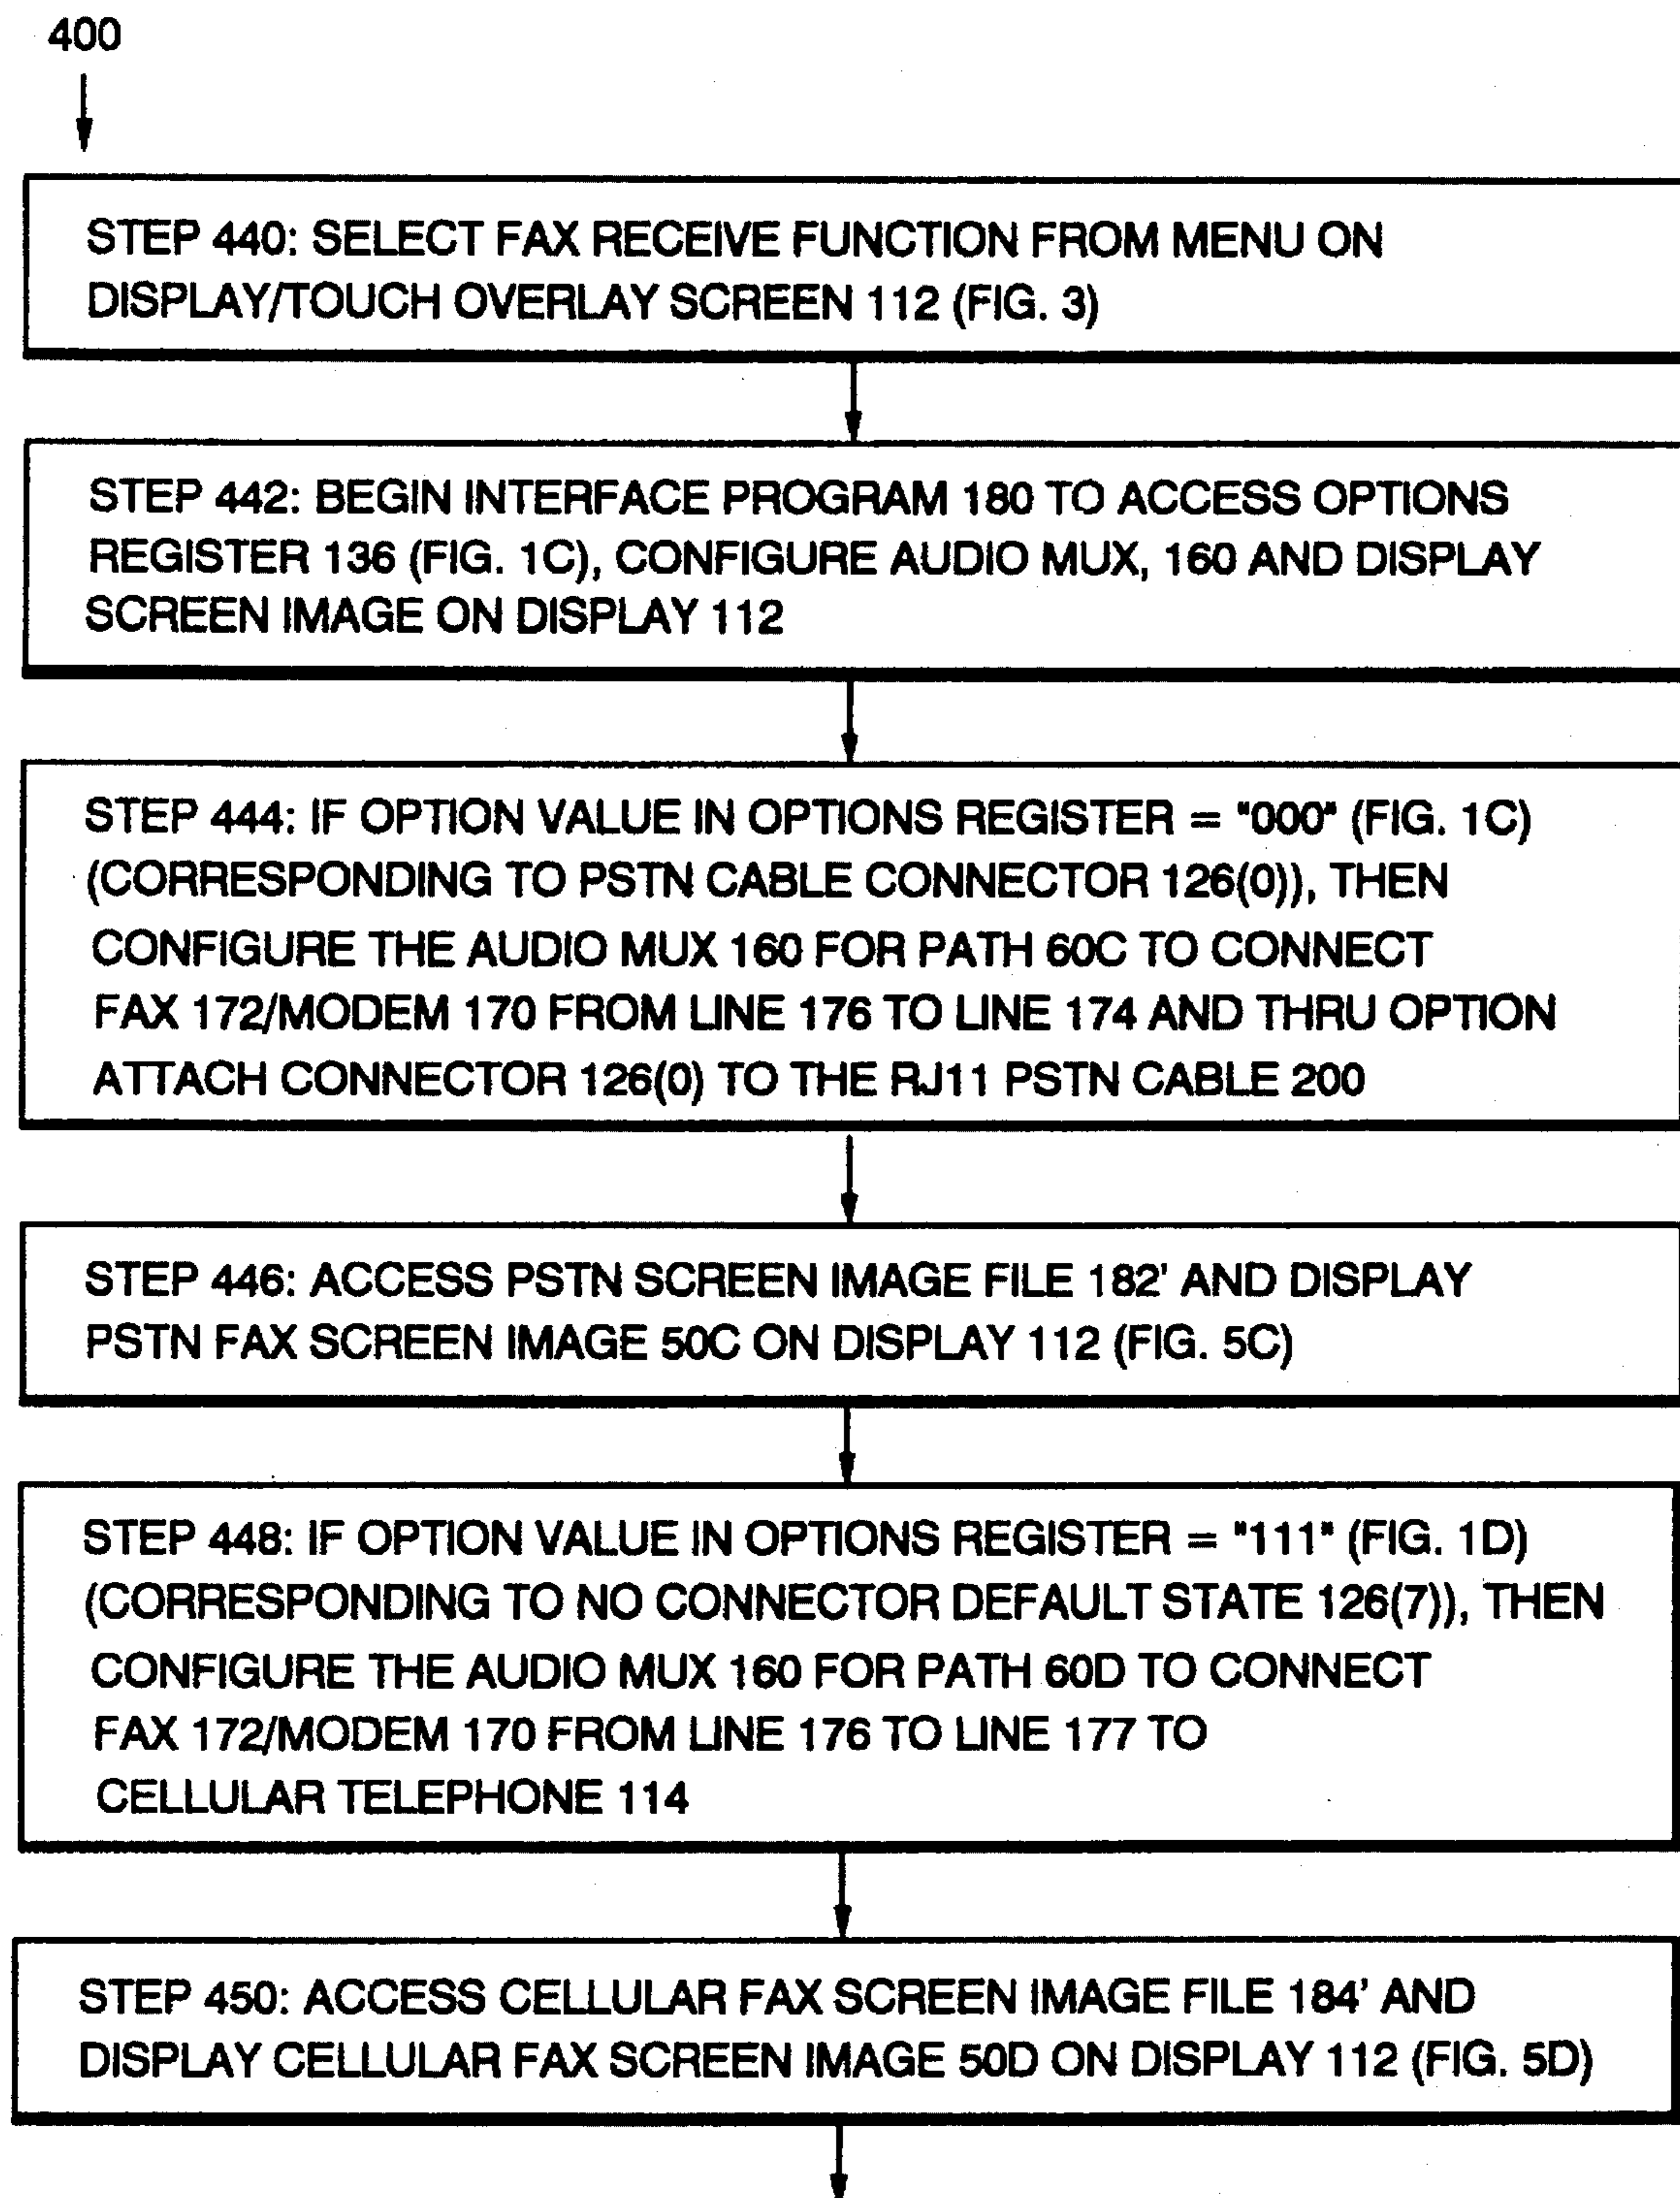 400
STEP 440: SELECT FAX RECEIVE FUNCTION FROM MENU ON
DISPLAY/TOUCH OVERLAY SCREEN 112 (FIG. 3)
STEP 442: BEGIN INTERFACE PROGRAM 180 TO ACCESS OPTIONS
REGISTER 136 (FIG. 1C), CONFIGURE AUDIO MUX, 160 AND DISPLAY
SCREEN IMAGE ON DISPLAY 112
STEP 444: IF OPTION VALUE IN OPTIONS REGISTER = "000" (FIG. 1C)
(CORRESPONDING TO PSTN CABLE CONNECTOR 126(0)), THEN
CONFIGURE THE AUDIO MUX 160 FOR PATH 60C TO CONNECT
FAX 172/MODEM 170 FROM LINE 176 TO LINE 174 AND THRU OPTION
ATTACH CONNECTOR 126(0) TO THE RJ11 PSTN CABLE 200
STEP 446: ACCESS PSTN SCREEN IMAGE FILE 182' AND DISPLAY
PSTN FAX SCREEN IMAGE 50C ON DISPLAY 112 (FIG. 5C)
STEP 448: IF OPTION VALUE IN OPTIONS REGISTER = "111" (FIG. 1D)
(CORRESPONDING TO NO CONNECTOR DEFAULT STATE 126(7)), THEN
CONFIGURE THE AUDIO MUX 160 FOR PATH 60D TO CONNECT
FAX 172/MODEM 170 FROM LINE 176 TO LINE 177 TO
CELLULAR TELEPHONE 114
STEP 450: ACCESS CELLULAR FAX SCREEN IMAGE FILE 184' AND
DISPLAY CELLULAR FAX SCREEN IMAGE 50D ON DISPLAY 112 (FIG. 5D)